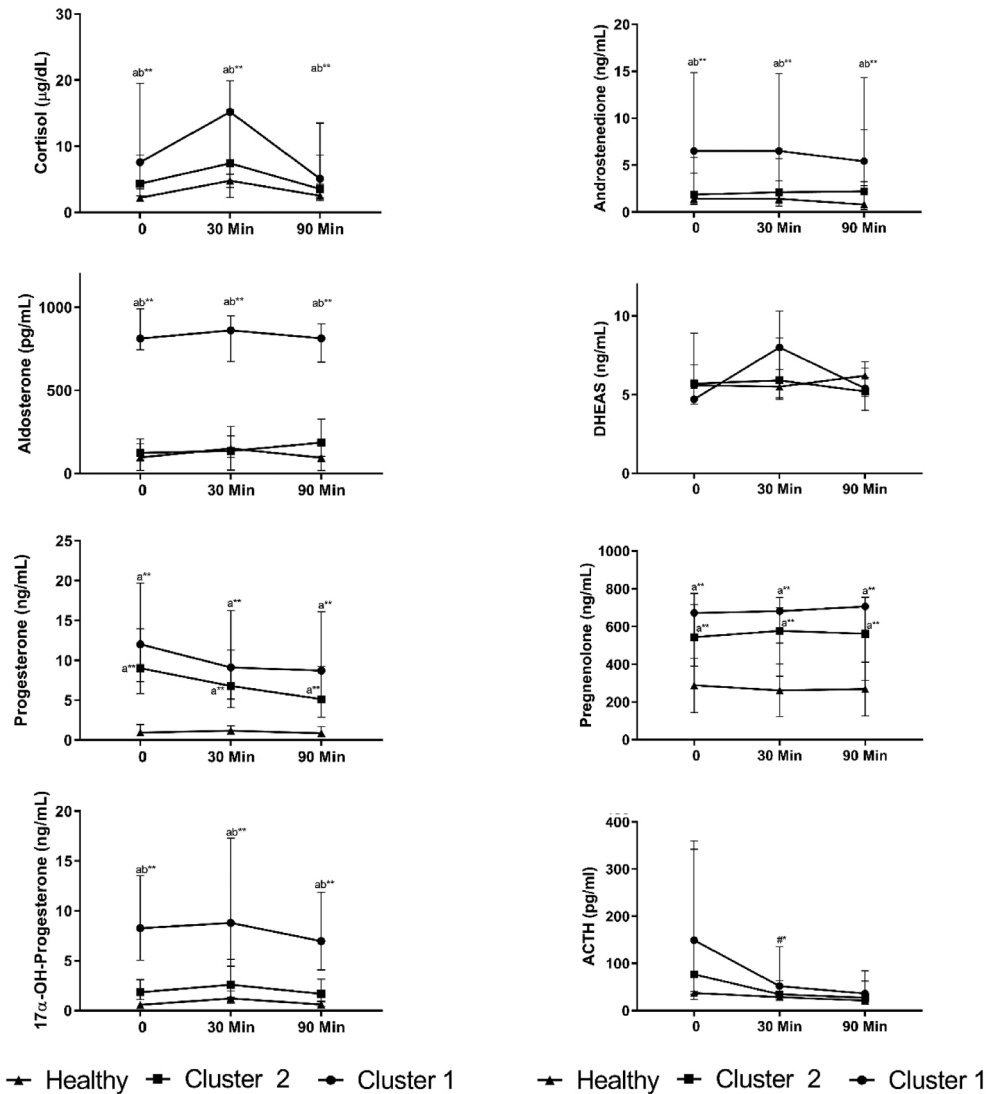 Cortisol (µg/dL)
30
20
10
0
ab**
ab**
ab**
0
30 Min
90 Min
Androstenedione (ng/mL)
20
15
10
5
0
ab**
ab**
ab**
0
30 Min
90 Min
Aldosterone (pg/mL)
1000
500
0
ab**
ab**
ab**
0
30 Min
90 Min
DHEAS (ng/mL)
10
5
0
0
30 Min
90 Min
Progesterone (ng/mL)
25
20
15
10
5
0
a**
a**
a**
a**
a**
a**
0
30 Min
90 Min
Pregnenolone (ng/mL)
1000
800
600
400
200
0
a**
a**
a**
a**
a**
a**
0
30 Min
90 Min
17α-OH-Progesterone (ng/mL)
20
15
10
5
0
ab**
ab**
ab**
0
30 Min
90 Min
ACTH (pg/ml)
400
300
200
100
0
#*
0
30 Min
90 Min
Healthy Cluster 2 Cluster 1
Healthy Cluster 2 Cluster 1